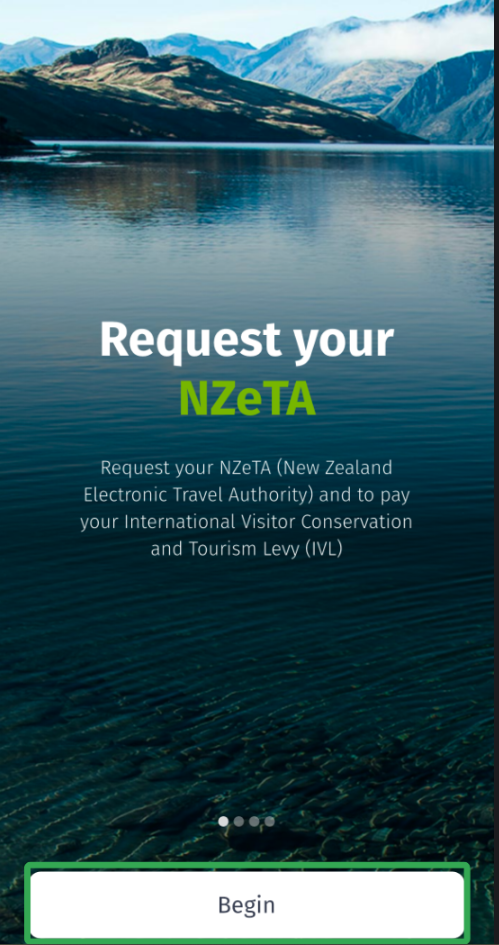 Request your
NZeTA
Request your NZeTA (New Zealand
Electronic Travel Authority) and to pay
your International Visitor Conservation
and Tourism Levy (IVL)
Begin